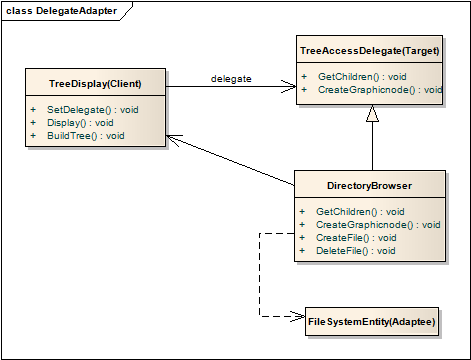 class DelegateAdapter
TreeAccessDelegate(Target)
+ GetChildren() : void
+ CreateGraphicnode() : void
delegate
TreeDisplay(Client)
+ SetDelegate() : void
+ Display() : void
+ BuildTree() : void
DirectoryBrowser
+ GetChildren() : void
+ CreateGraphicnode() : void
+ CreateFile() : void
+ DeleteFile() : void
FileSystemEntity(Adaptee)